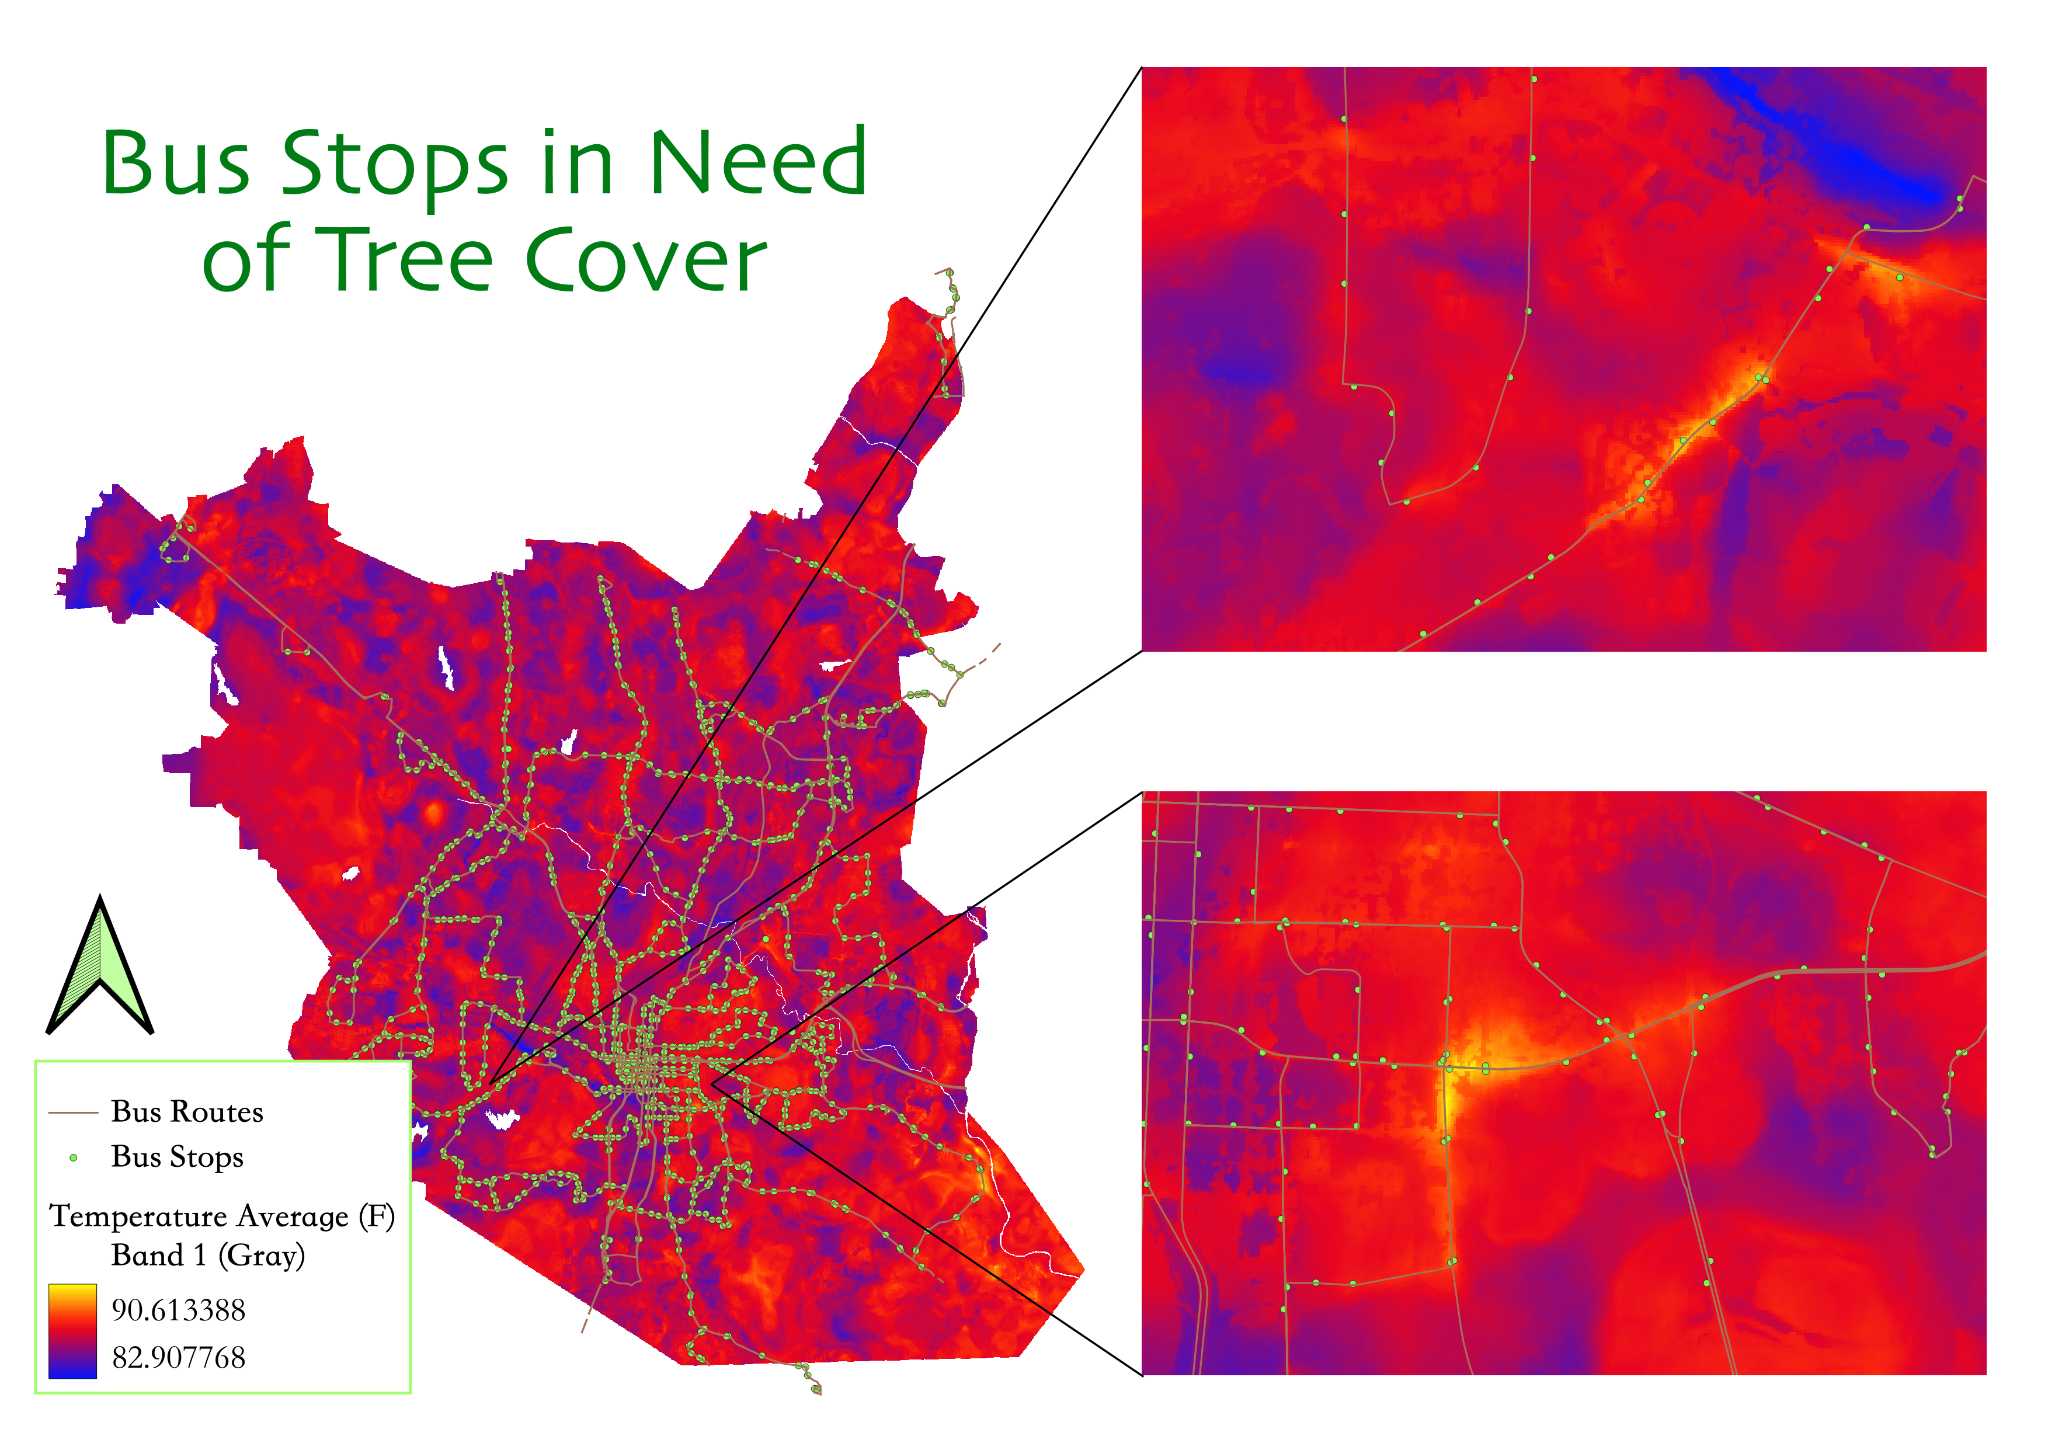 Bus Stops in Need
of Tree Cover
Bus Routes
Bus Stops
Temperature Average (F)
Band 1 (Gray)
90.613388
82.907768